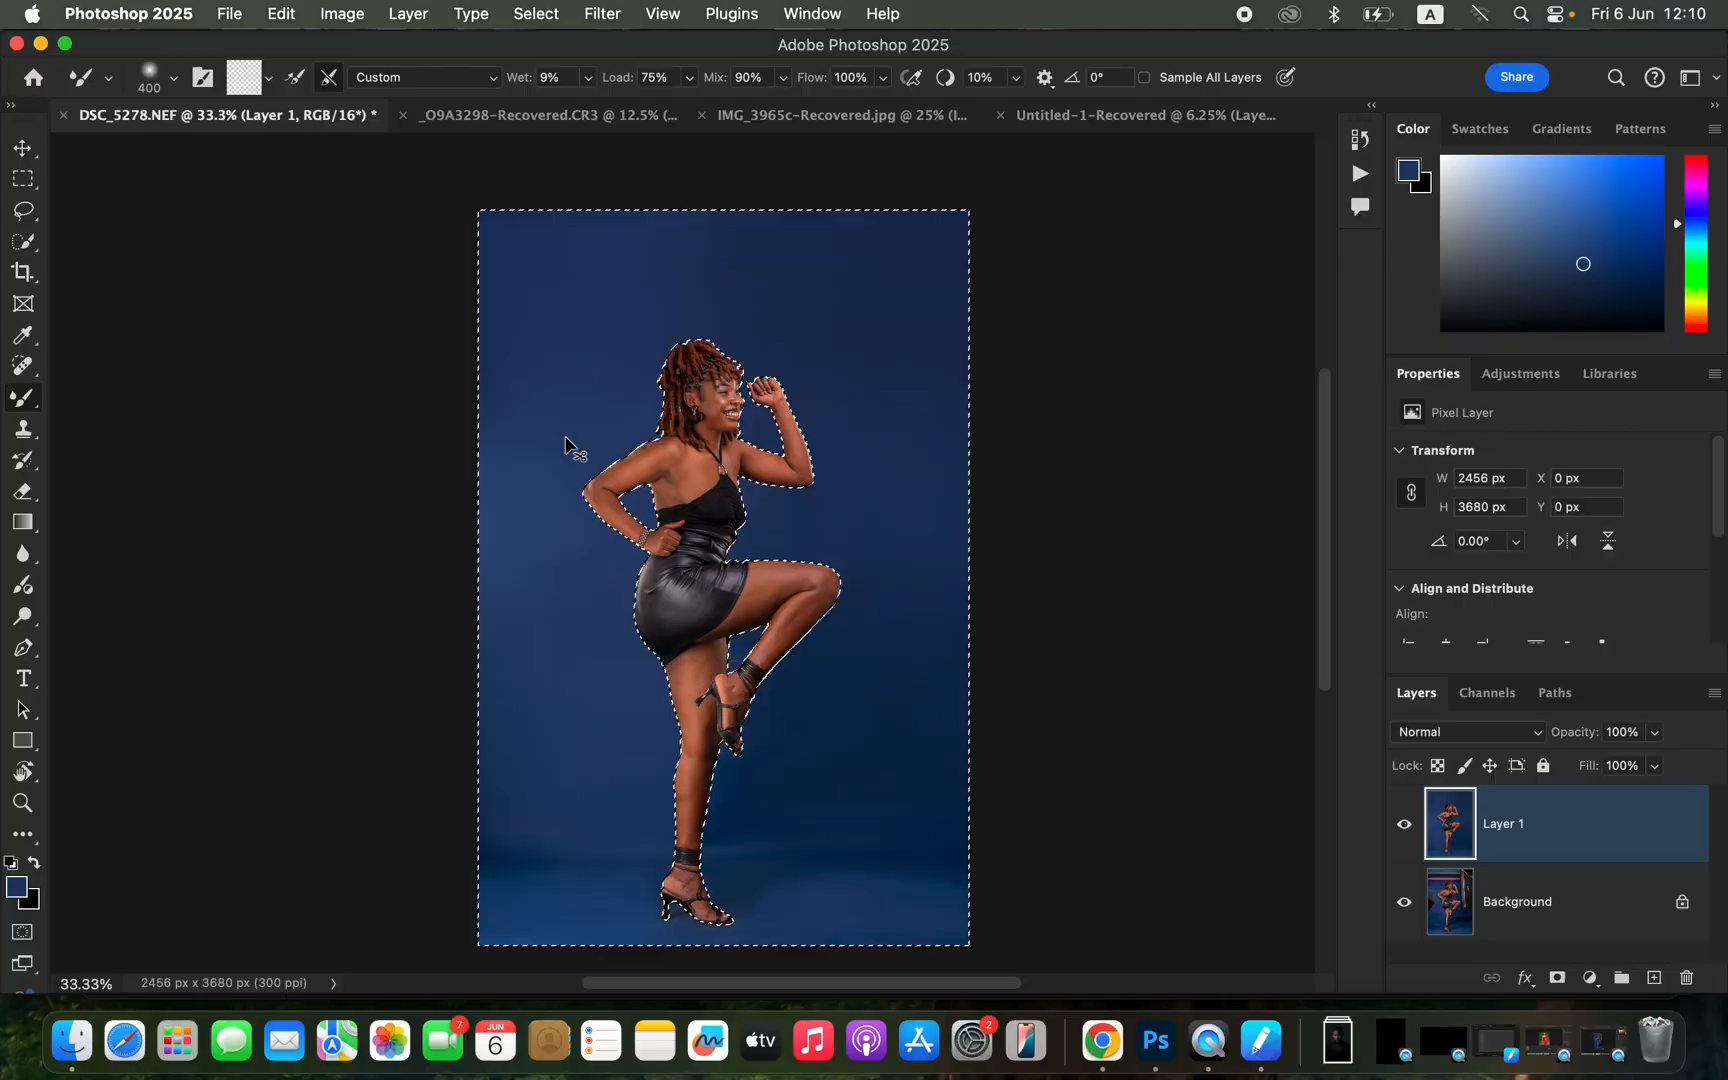 Photoshop 2025 File Edit Image Layer Type Select Filter View Plugins Window Help A Fri 6 Jun 12:10
Adobe Photoshop 2025
400 Custom Wet: 9% Load: 75% Mix: 90% Flow: 100% 10% 0° Sample All Layers Share
DSC_5278.NEF @ 33.3% (Layer 1, RGB/16*) * _O9A3298-Recovered.CR3 @ 12.5% (... IMG_3965c-Recovered.jpg @ 25% (l... Untitled-1-Recovered @ 6.25% (Laye...
Color Swatches Gradients Patterns
Properties Adjustments Libraries
Pixel Layer
Transform
W 2456 px X 0 px
H 3680 px Y 0 px
0.00°
Align and Distribute
Align:
Layers Channels Paths
Normal Opacity: 100%
Lock: Fill: 100%
Layer 1
Background
fx
33.33% 2456 px x 3680 px (300 ppi)
7 JUN 6 tv 2 Ps